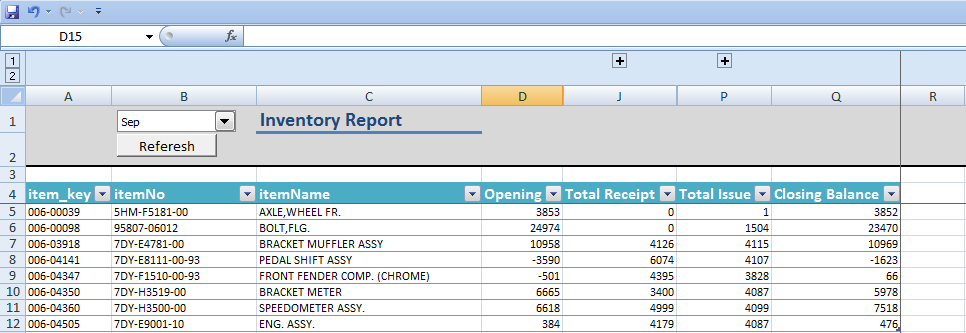 D15 fx
1
2
A B C D J P Q R
1 Sep Inventory Report
2 Referesh
3
4 item_key itemNo itemName Opening Total Receipt Total Issue Closing Balance
5 006-00039 5HM-F5181-00 AXLE,WHEEL FR. 3853 0 1 3852
6 006-00098 95807-06012 BOLT,FLG. 24974 0 1504 23470
7 006-03918 7DY-E4781-00 BRACKET MUFFLER ASSY 10958 4126 4115 10969
8 006-04141 7DY-E8111-00-93 PEDAL SHIFT ASSY -3590 6074 4107 -1623
9 006-04347 7DY-F1510-00-93 FRONT FENDER COMP. (CHROME) -501 4395 3828 66
10 006-04350 7DY-H3519-00 BRACKET METER 6665 3400 4087 5978
11 006-04360 7DY-H3500-00 SPEEDOMETER ASSY. 6618 4999 4099 7518
12 006-04505 7DY-E9001-10 ENG. ASSY. 384 4179 4087 476